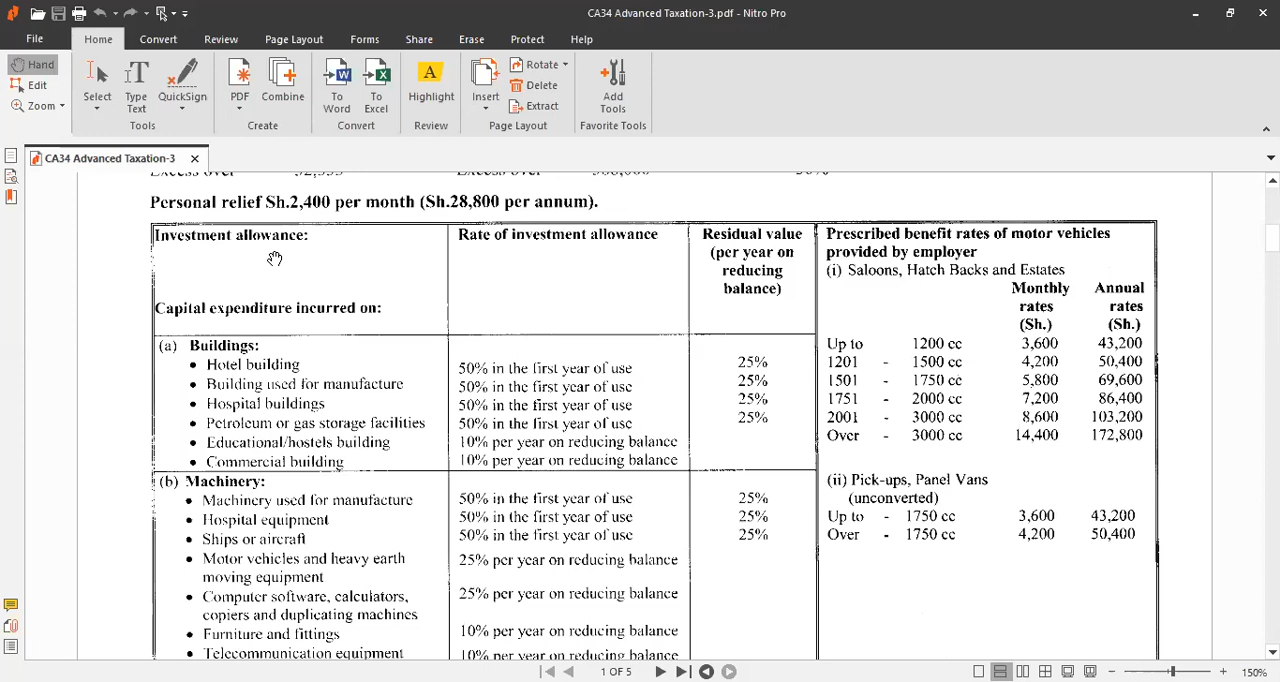 CA34 Advanced Taxation-3.pdf - Nitro Pro
File Home Convert Review Page Layout Forms Share Erase Protect Help
Hand
Edit
Zoom
Select
Type Text
QuickSign
Tools
PDF
Combine
Create
To Word
To Excel
Convert
Highlight
Review
Insert
Rotate
Delete
Extract
Page Layout
Add Tools
Favorite Tools
CA34 Advanced Taxation-3
Personal relief Sh.2,400 per month (Sh.28,800 per annum).
Investment allowance:
Capital expenditure incurred on:
Rate of investment allowance
Residual value
(per year on
reducing
balance)
(a) Buildings:
• Hotel building 50% in the first year of use 25%
• Building used for manufacture 50% in the first year of use 25%
• Hospital buildings 50% in the first year of use 25%
• Petroleum or gas storage facilities 50% in the first year of use 25%
• Educational/hostels building 10% per year on reducing balance
• Commercial building 10% per year on reducing balance
(b) Machinery:
• Machinery used for manufacture 50% in the first year of use 25%
• Hospital equipment 50% in the first year of use 25%
• Ships or aircraft 50% in the first year of use 25%
• Motor vehicles and heavy earth 25% per year on reducing balance
moving equipment
• Computer software, calculators, 25% per year on reducing balance
copiers and duplicating machines
• Furniture and fittings 10% per year on reducing balance
• Telecommunication equipment 10% per year on reducing balance
Prescribed benefit rates of motor vehicles
provided by employer
(i) Saloons, Hatch Backs and Estates
Monthly Annual
rates rates
(Sh.) (Sh.)
Up to 1200 cc 3,600 43,200
1201 - 1500 cc 4,200 50,400
1501 - 1750 cc 5,800 69,600
1751 - 2000 cc 7,200 86,400
2001 - 3000 cc 8,600 103,200
Over - 3000 cc 14,400 172,800
(ii) Pick-ups, Panel Vans
(unconverted)
Up to - 1750 cc 3,600 43,200
Over - 1750 cc 4,200 50,400
1 OF 5
150%